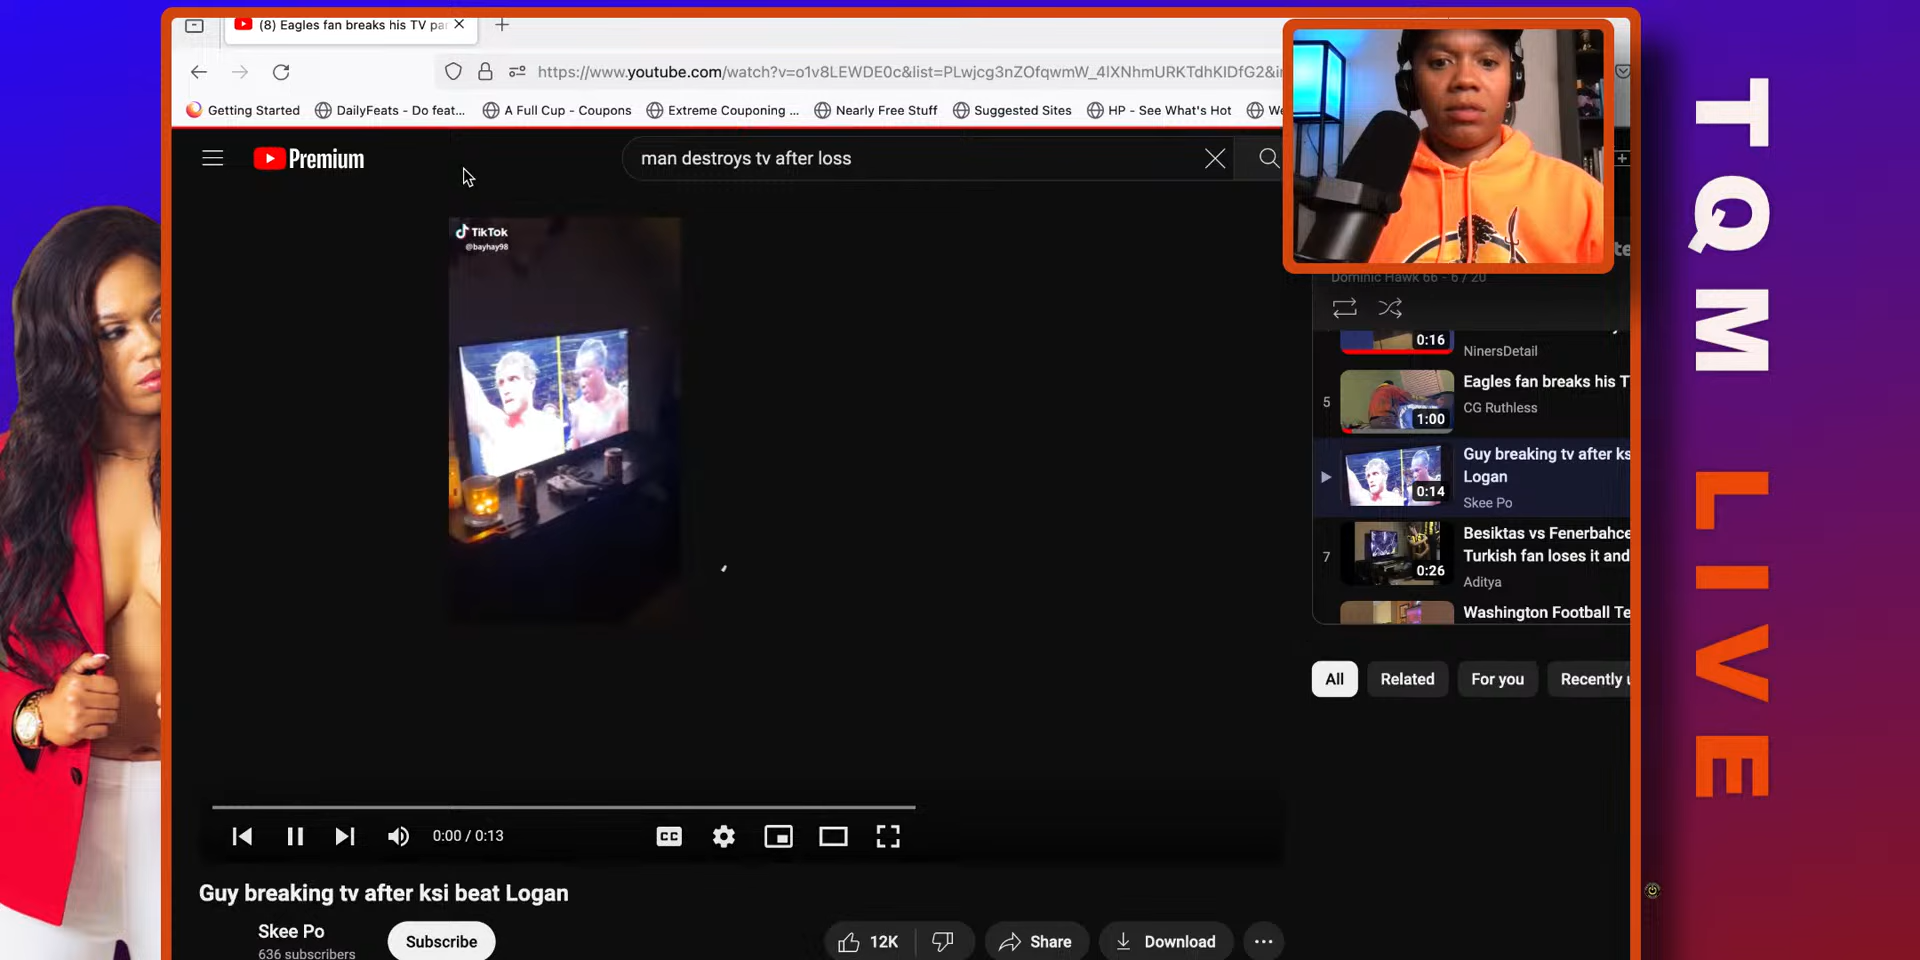 (8) Eagles fan breaks his TV par
https://www.youtube.com/watch?v=o1v8LEWDE0c&list=PLwjcg3nZOfqwmW_4lXNhmURKTdhKlDfG2&i
Getting Started
DailyFeats - Do feat...
A Full Cup - Coupons
Extreme Couponing ...
Nearly Free Stuff
Suggested Sites
HP - See What's Hot
We
Premium
man destroys tv after loss
TikTok
@bayhay98
Dominic Hawk 66 - 6 / 20
0:16
NinersDetail
5
Eagles fan breaks his T
CG Ruthless
1:00
Guy breaking tv after ks
Logan
Skee Po
0:14
7
Besiktas vs Fenerbahce
Turkish fan loses it and
Aditya
0:26
Washington Football Te
All
Related
For you
Recently u
0:00 / 0:13
CC
Guy breaking tv after ksi beat Logan
Skee Po
636 subscribers
Subscribe
12K
Share
Download
TQM LIVE